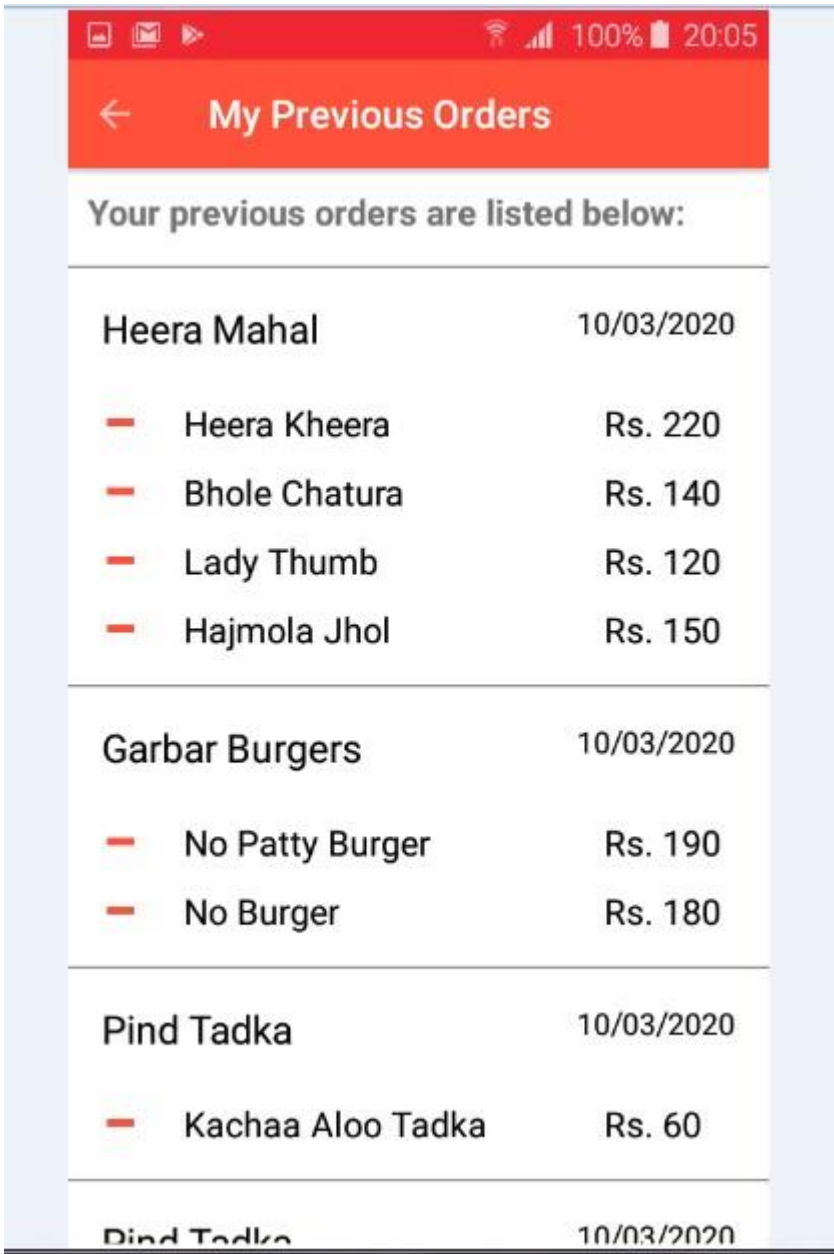 100% 20:05
My Previous Orders
Your previous orders are listed below:
Heera Mahal 10/03/2020
Heera Kheera Rs. 220
Bhole Chatura Rs. 140
Lady Thumb Rs. 120
Hajmola Jhol Rs. 150
Garbar Burgers 10/03/2020
No Patty Burger Rs. 190
No Burger Rs. 180
Pind Tadka 10/03/2020
Kachaa Aloo Tadka Rs. 60
Pind Tadka 10/03/2020